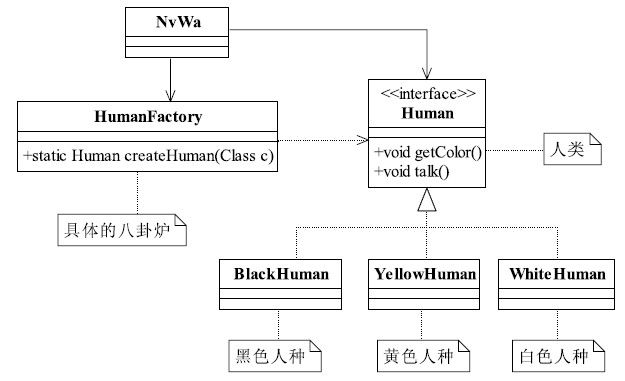 NvWa
<<interface>>
Human
HumanFactory
+static Human createHuman(Class c)
+void getColor()
+void talk()
人类
具体的八卦炉
BlackHuman
YellowHuman
WhiteHuman
黑色人种
黄色人种
白色人种